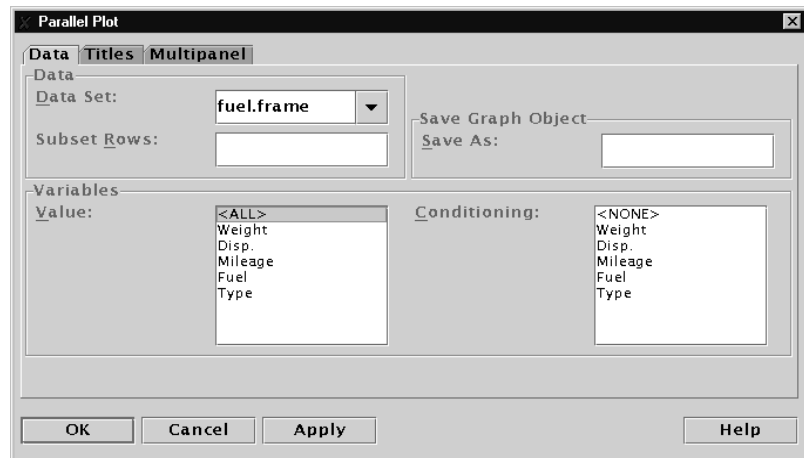 Parallel Plot
Data Titles Multipanel
Data
Data Set:
fuel.frame
Subset Rows:
Save Graph Object
Save As:
Variables
Value:
<ALL>
Weight
Disp.
Mileage
Fuel
Type
Conditioning:
<NONE>
Weight
Disp.
Mileage
Fuel
Type
OK Cancel Apply Help